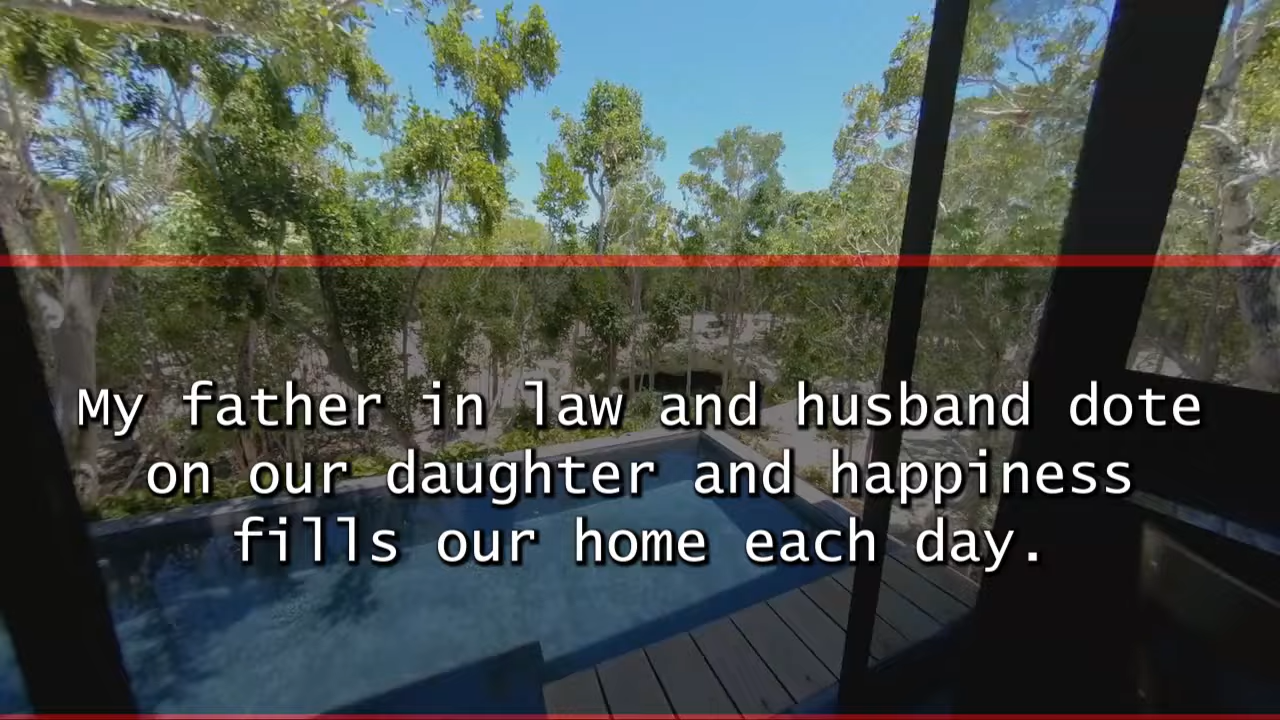 My father in law and husband dote
on our daughter and happiness
fills our home each day.